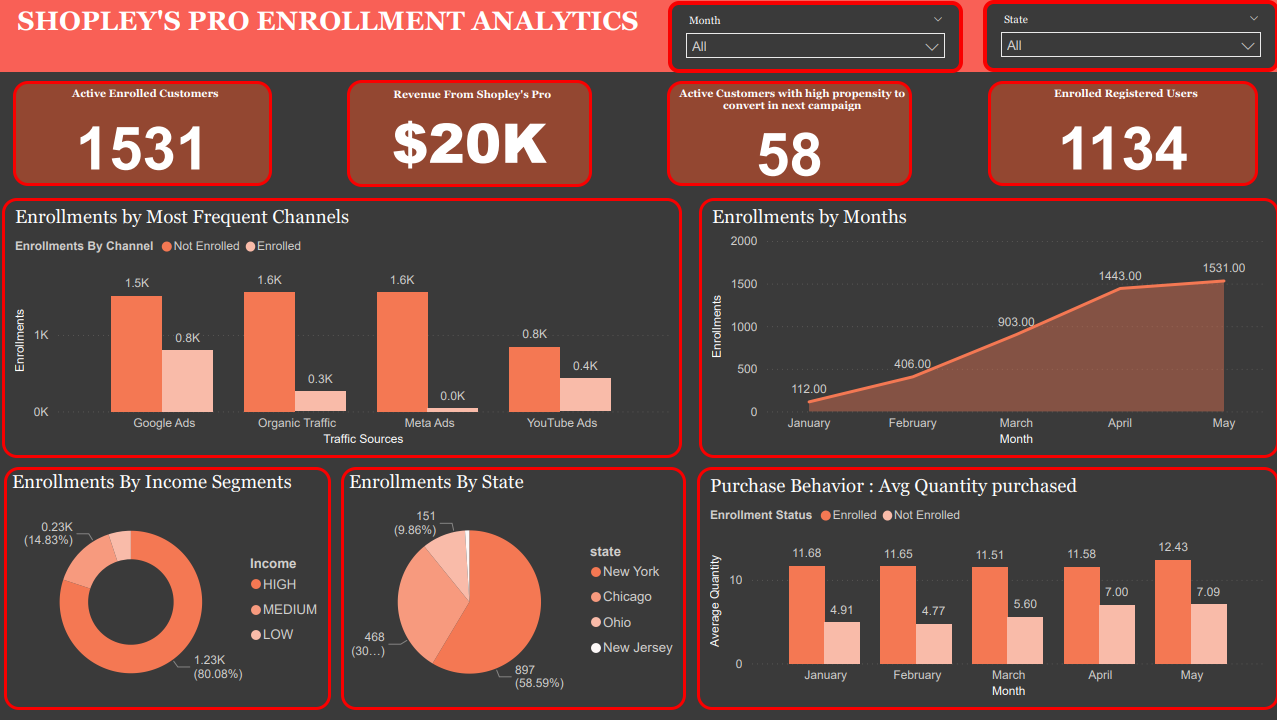 SHOPLEY'S PRO ENROLLMENT ANALYTICS
Month
All
State
All
Active Enrolled Customers
1531
Revenue From Shopley's Pro
$20K
Active Customers with high propensity to
convert in next campaign
58
Enrolled Registered Users
1134
Enrollments by Most Frequent Channels
Enrollments By Channel Not Enrolled Enrolled
Enrollments
1K
0K
1.5K
0.8K
1.6K
0.3K
1.6K
0.0K
0.8K
0.4K
Google Ads Organic Traffic Meta Ads YouTube Ads
Traffic Sources
Enrollments by Months
Enrollments
2000
1500
1000
500
0
112.00
406.00
903.00
1443.00
1531.00
January February March April May
Month
Enrollments By Income Segments
0.23K
(14.83%)
1.23K
(80.08%)
Income
HIGH
MEDIUM
LOW
Enrollments By State
151
(9.86%)
468
(30...)
897
(58.59%)
state
New York
Chicago
Ohio
New Jersey
Purchase Behavior : Avg Quantity purchased
Enrollment Status Enrolled Not Enrolled
Average Quantity
10
0
11.68
4.91
11.65
4.77
11.51
5.60
11.58
7.00
12.43
7.09
January February March April May
Month